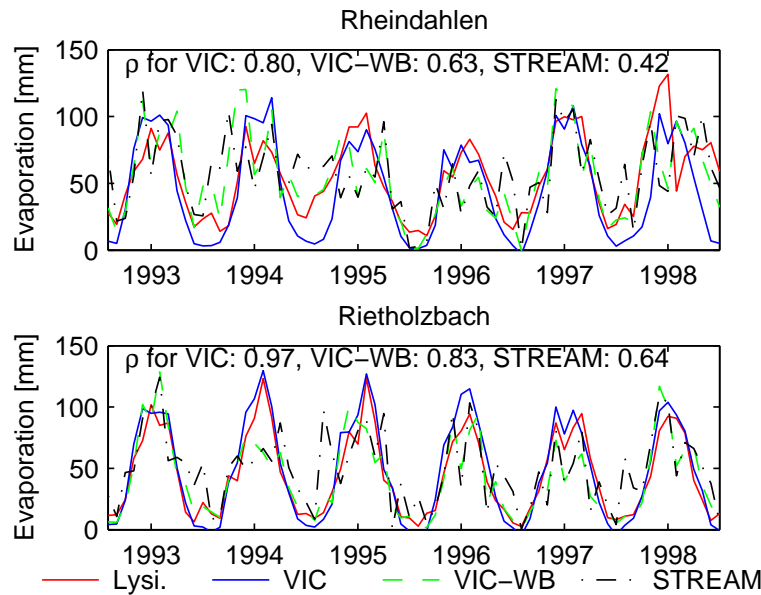 Rheindahlen
ρ for VIC: 0.80, VIC−WB: 0.63, STREAM: 0.42
Evaporation [mm]
150
100
50
0
1993 1994 1995 1996 1997 1998
Rietholzbach
ρ for VIC: 0.97, VIC−WB: 0.83, STREAM: 0.64
Evaporation [mm]
150
100
50
0
1993 1994 1995 1996 1997 1998
Lysi. VIC VIC−WB STREAM